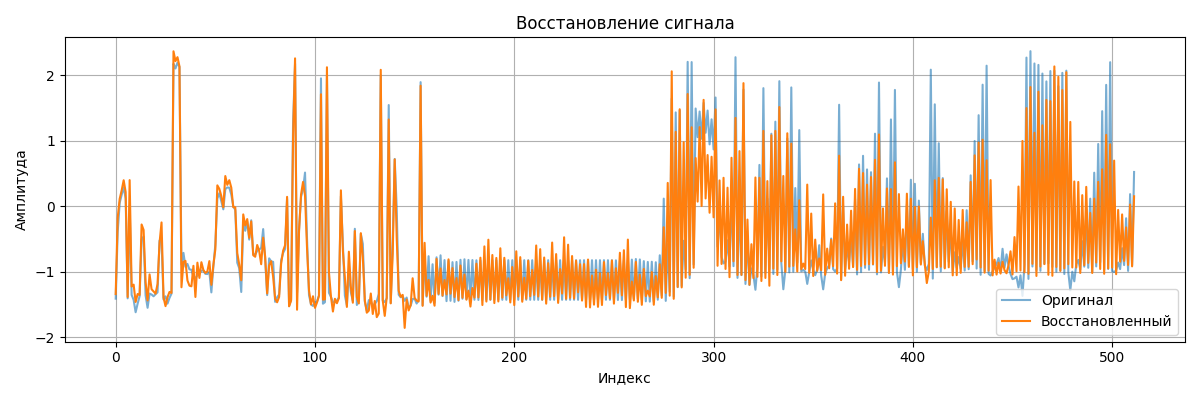 Восстановление сигнала
Амплитуда
2
1
0
−1
−2
0
100
200
300
400
500
Индекс
Оригинал
Восстановленный